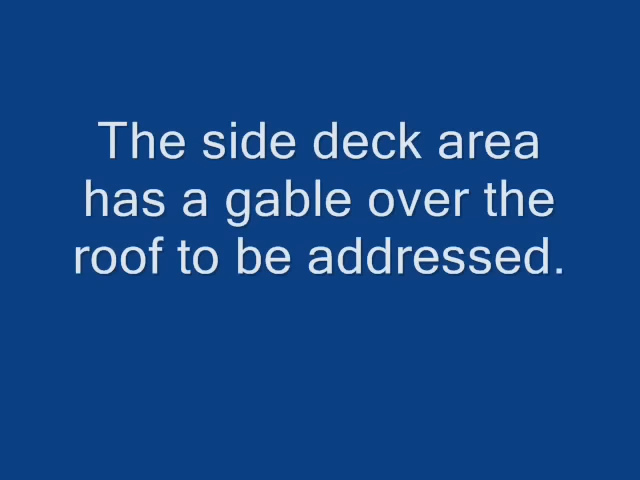 The side deck area
has a gable over the
roof to be addressed.